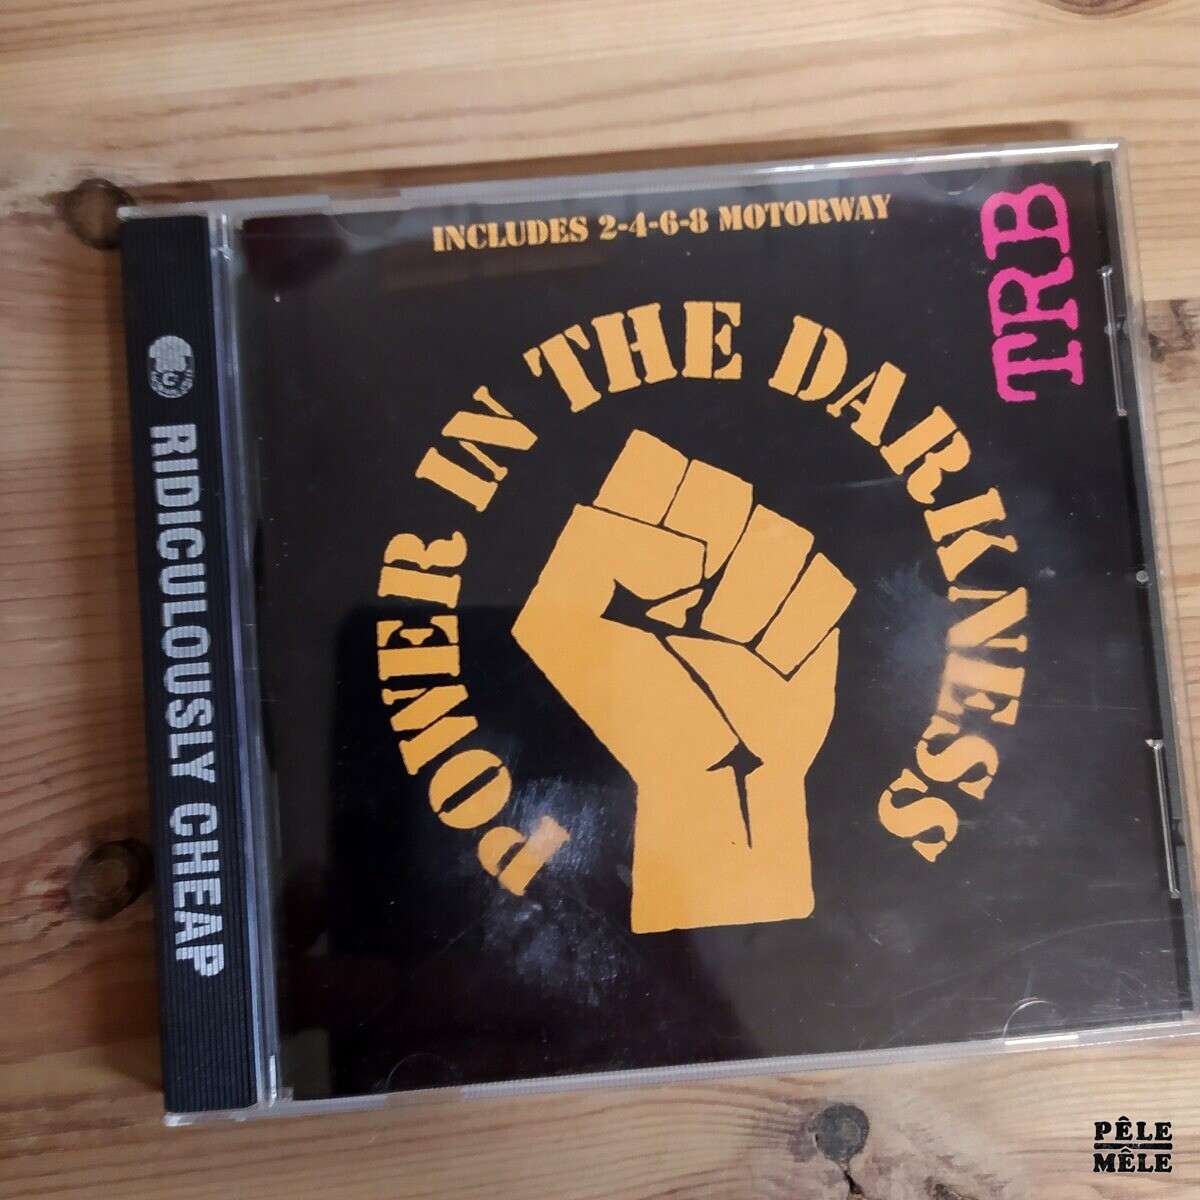 INCLUDES 2-4-6-8 MOTORWAY
TRB
POWER IN THE DARKNESS
RIDICULOUSLY CHEAP
PÊLE
MÊLE